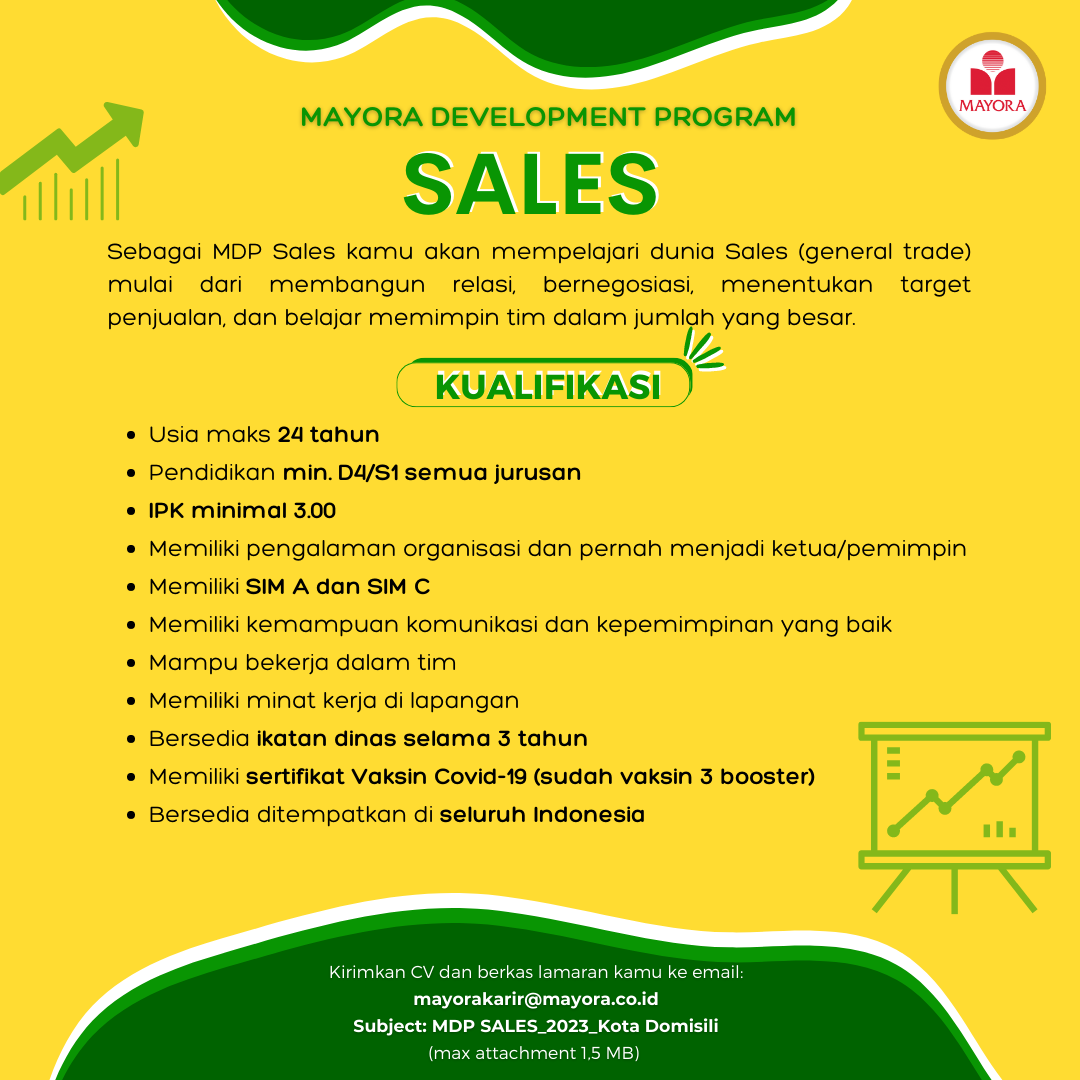 MAYORA
MAYORA DEVELOPMENT PROGRAM
SALES
Sebagai MDP Sales kamu akan mempelajari dunia Sales (general trade)
mulai dari membangun relasi, bernegosiasi, menentukan target
penjualan, dan belajar memimpin tim dalam jumlah yang besar.
KUALIFIKASI
• Usia maks 24 tahun
• Pendidikan min. D4/S1 semua jurusan
• IPK minimal 3.00
• Memiliki pengalaman organisasi dan pernah menjadi ketua/pemimpin
• Memiliki SIM A dan SIM C
• Memiliki kemampuan komunikasi dan kepemimpinan yang baik
• Mampu bekerja dalam tim
• Memiliki minat kerja di lapangan
• Bersedia ikatan dinas selama 3 tahun
• Memiliki sertifikat Vaksin Covid-19 (sudah vaksin 3 booster)
• Bersedia ditempatkan di seluruh Indonesia
Kirimkan CV dan berkas lamaran kamu ke email:
mayorakarir@mayora.co.id
Subject: MDP SALES_2023_Kota Domisili
(max attachment 1,5 MB)